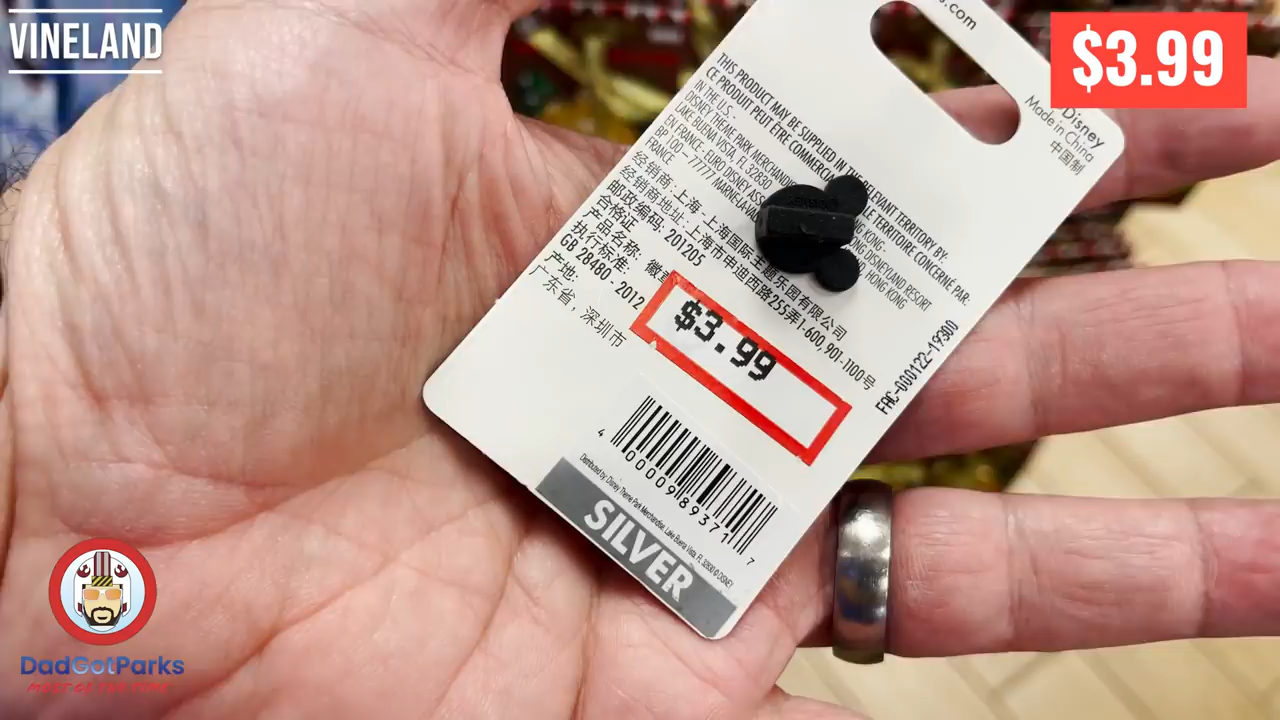 VINELAND
$3.99
s.com
Disney
Made in China
中国制
THIS PRODUCT MAY BE SUPPLIED IN THE RELEVANT TERRITORY BY:
CE PRODUIT PEUT ETRE COMMERC LE TERRITOIRE CONCERNÉ PAR:
IN THE U.S.
DISNEY THEME PARK MERCHAND
LAKE BUENA VISTA, FL 32830
HONG KONG
DISNEYLAND RESORT
HONG KONG
EN FRANCE: EURO DISNEY ASS
BP 100 – 77777 MARNE-LA-VA
FRANCE
经销商: 上海 - 上海国际主题乐园有限公司
经销商地址: 上海市申迪西路255弄1-600, 901-1100号
邮政编码: 201205
合格证
产品名称: 徽章
执行标准:
GB 28480 - 2012
产地:
广东省, 深圳市
$3.99
FAC-000122-19300
4 000098937 7
Distributed by: Disney Theme Park Merchandise, Lake Buena Vista, FL 32830 © DISNEY
SILVER
DadGotParks